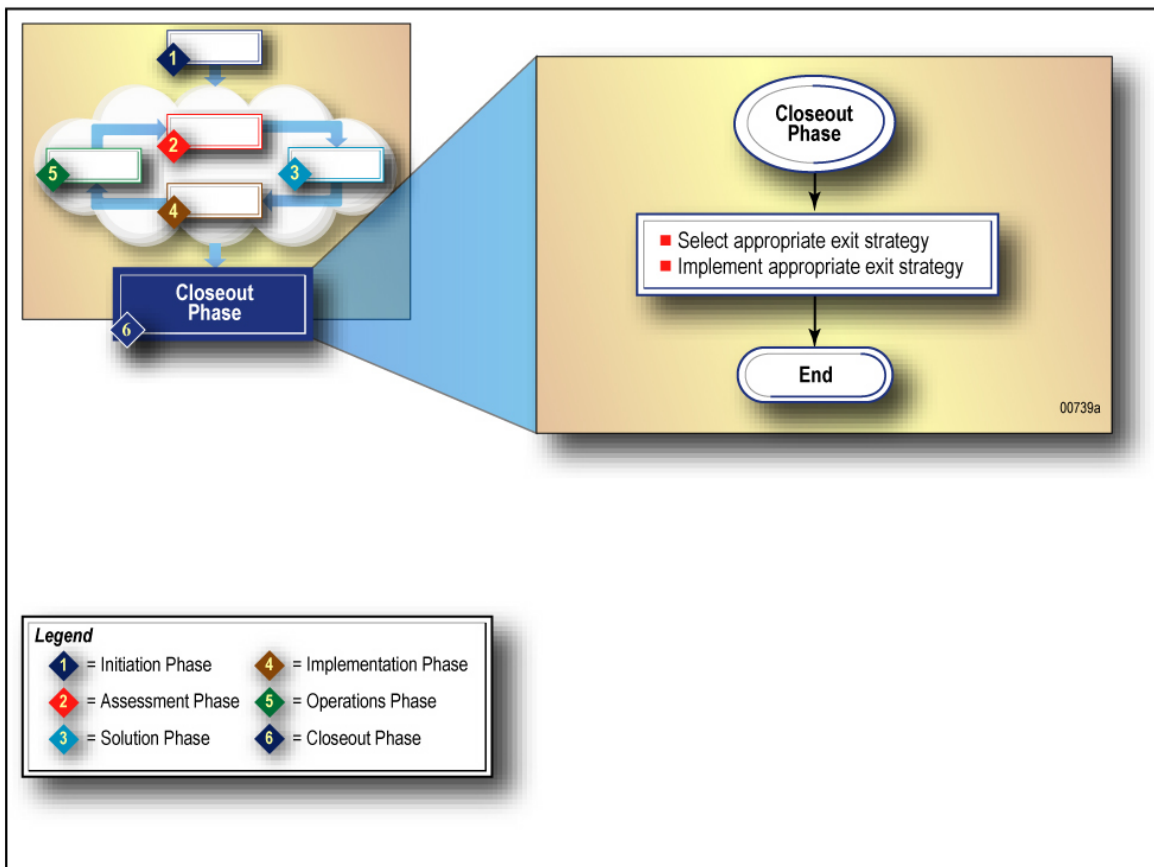 1
2
5
3
4
Closeout
Phase
6
Closeout
Phase
■ Select appropriate exit strategy
■ Implement appropriate exit strategy
End
00739a
Legend
1 = Initiation Phase
2 = Assessment Phase
3 = Solution Phase
4 = Implementation Phase
5 = Operations Phase
6 = Closeout Phase